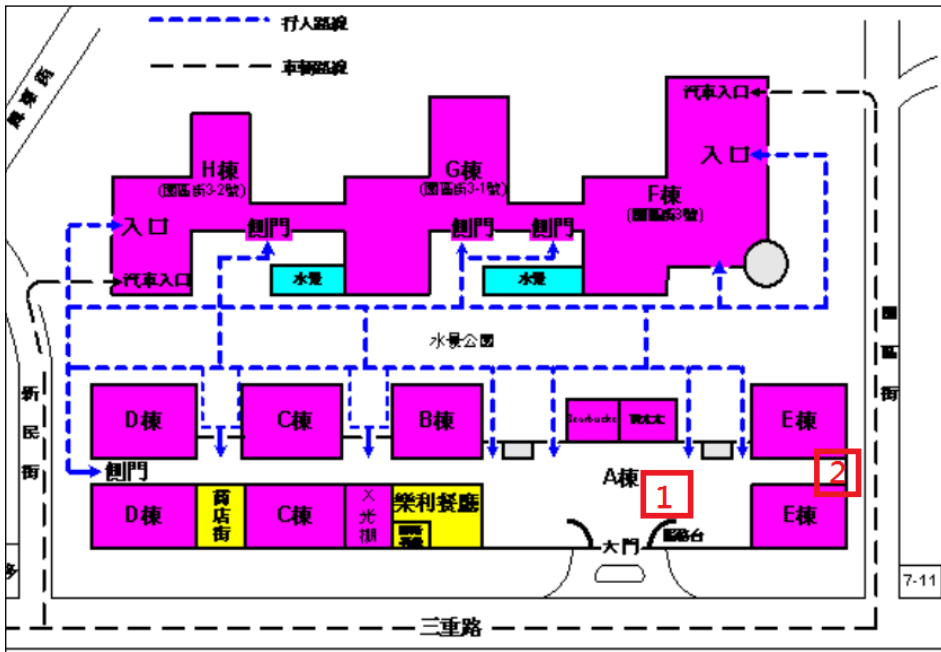 行人路線
車輛路線
興東街
汽車入口
入口
H棟
(園區街3-2號)
G棟
(園區街3-1號)
F棟
(園區街3號)
入口
側門
側門
側門
汽車入口
水景
水景
水景公園
園區街
新民街
D棟
C棟
B棟
Starbucks
E棟
側門
A棟
1
2
D棟
商店街
C棟
X光棚
樂利餐廳
E棟
大門
服務台
7-11
三重路